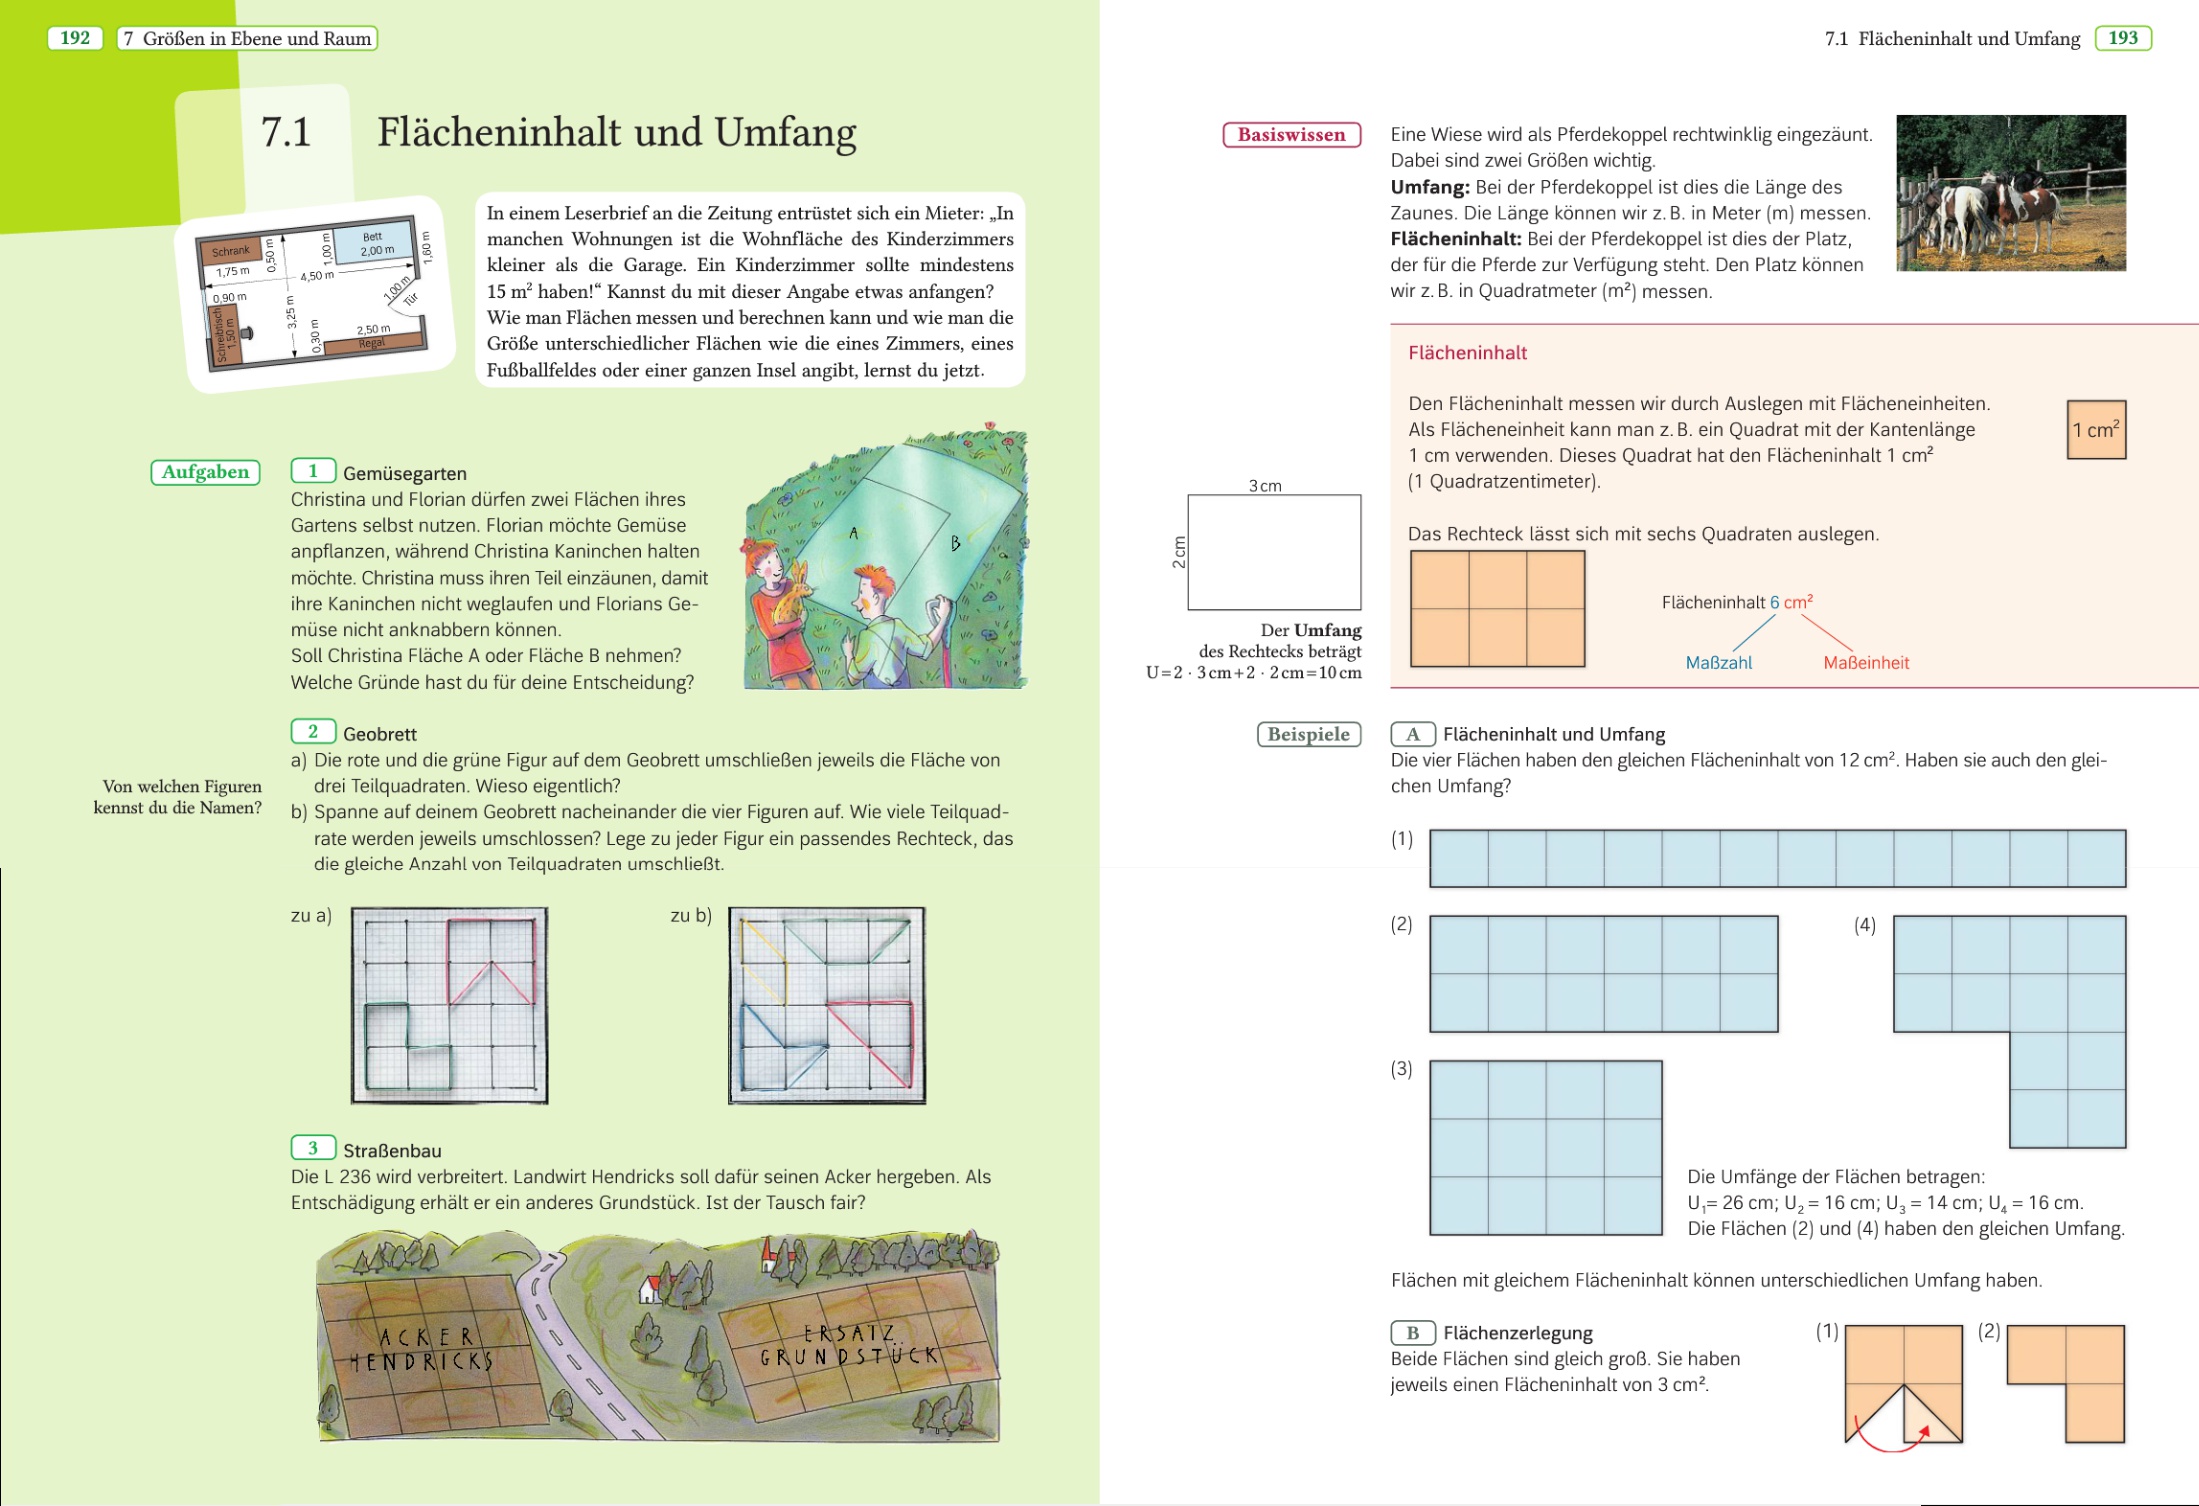 192
7 Größen in Ebene und Raum
7.1 Flächeninhalt und Umfang
Schrank
1,75 m
0,50 m
1,00 m
Bett
2,00 m
1,60 m
4,50 m
1,00 m
Tür
0,90 m
Schreibtisch
1,50 m
3,25 m
0,30 m
2,50 m
Regal
In einem Leserbrief an die Zeitung entrüstet sich ein Mieter: „In
manchen Wohnungen ist die Wohnfläche des Kinderzimmers
kleiner als die Garage. Ein Kinderzimmer sollte mindestens
15 m² haben!“ Kannst du mit dieser Angabe etwas anfangen?
Wie man Flächen messen und berechnen kann und wie man die
Größe unterschiedlicher Flächen wie die eines Zimmers, eines
Fußballfeldes oder einer ganzen Insel angibt, lernst du jetzt.
Aufgaben
1 Gemüsegarten
Christina und Florian dürfen zwei Flächen ihres
Gartens selbst nutzen. Florian möchte Gemüse
anpflanzen, während Christina Kaninchen halten
möchte. Christina muss ihren Teil einzäunen, damit
ihre Kaninchen nicht weglaufen und Florians Ge-
müse nicht anknabbern können.
Soll Christina Fläche A oder Fläche B nehmen?
Welche Gründe hast du für deine Entscheidung?
A
B
2 Geobrett
a) Die rote und die grüne Figur auf dem Geobrett umschließen jeweils die Fläche von
drei Teilquadraten. Wieso eigentlich?
Von welchen Figuren
kennst du die Namen?
b) Spanne auf deinem Geobrett nacheinander die vier Figuren auf. Wie viele Teilquad-
rate werden jeweils umschlossen? Lege zu jeder Figur ein passendes Rechteck, das
die gleiche Anzahl von Teilquadraten umschließt.
zu a)
zu b)
3 Straßenbau
Die L 236 wird verbreitert. Landwirt Hendricks soll dafür seinen Acker hergeben. Als
Entschädigung erhält er ein anderes Grundstück. Ist der Tausch fair?
ACKER
HENDRICKS
ERSATZ
GRUNDSTÜCK
7.1 Flächeninhalt und Umfang
193
Basiswissen
Eine Wiese wird als Pferdekoppel rechtwinklig eingezäunt.
Dabei sind zwei Größen wichtig.
Umfang: Bei der Pferdekoppel ist dies die Länge des
Zaunes. Die Länge können wir z. B. in Meter (m) messen.
Flächeninhalt: Bei der Pferdekoppel ist dies der Platz,
der für die Pferde zur Verfügung steht. Den Platz können
wir z. B. in Quadratmeter (m²) messen.
Flächeninhalt
Den Flächeninhalt messen wir durch Auslegen mit Flächeneinheiten.
Als Flächeneinheit kann man z. B. ein Quadrat mit der Kantenlänge
1 cm verwenden. Dieses Quadrat hat den Flächeninhalt 1 cm²
(1 Quadratzentimeter).
1 cm²
Das Rechteck lässt sich mit sechs Quadraten auslegen.
Flächeninhalt 6 cm²
Maßzahl
Maßeinheit
3 cm
2 cm
Der Umfang
des Rechtecks beträgt
U=2 · 3 cm+2 · 2 cm=10 cm
Beispiele
A Flächeninhalt und Umfang
Die vier Flächen haben den gleichen Flächeninhalt von 12 cm². Haben sie auch den glei-
chen Umfang?
(1)
(2)
(4)
(3)
Die Umfänge der Flächen betragen:
U₁= 26 cm; U₂ = 16 cm; U₃ = 14 cm; U₄ = 16 cm.
Die Flächen (2) und (4) haben den gleichen Umfang.
Flächen mit gleichem Flächeninhalt können unterschiedlichen Umfang haben.
B Flächenzerlegung
Beide Flächen sind gleich groß. Sie haben
jeweils einen Flächeninhalt von 3 cm².
(1)
(2)